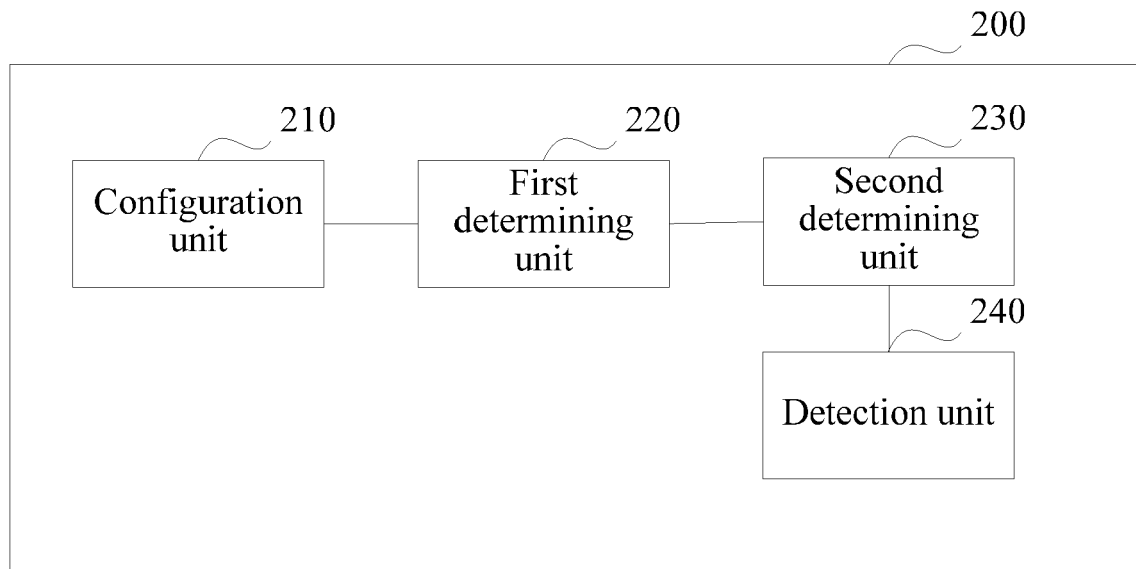 200
210
220
230
Configuration
unit
First
determining
unit
Second
determining
unit
240
Detection unit